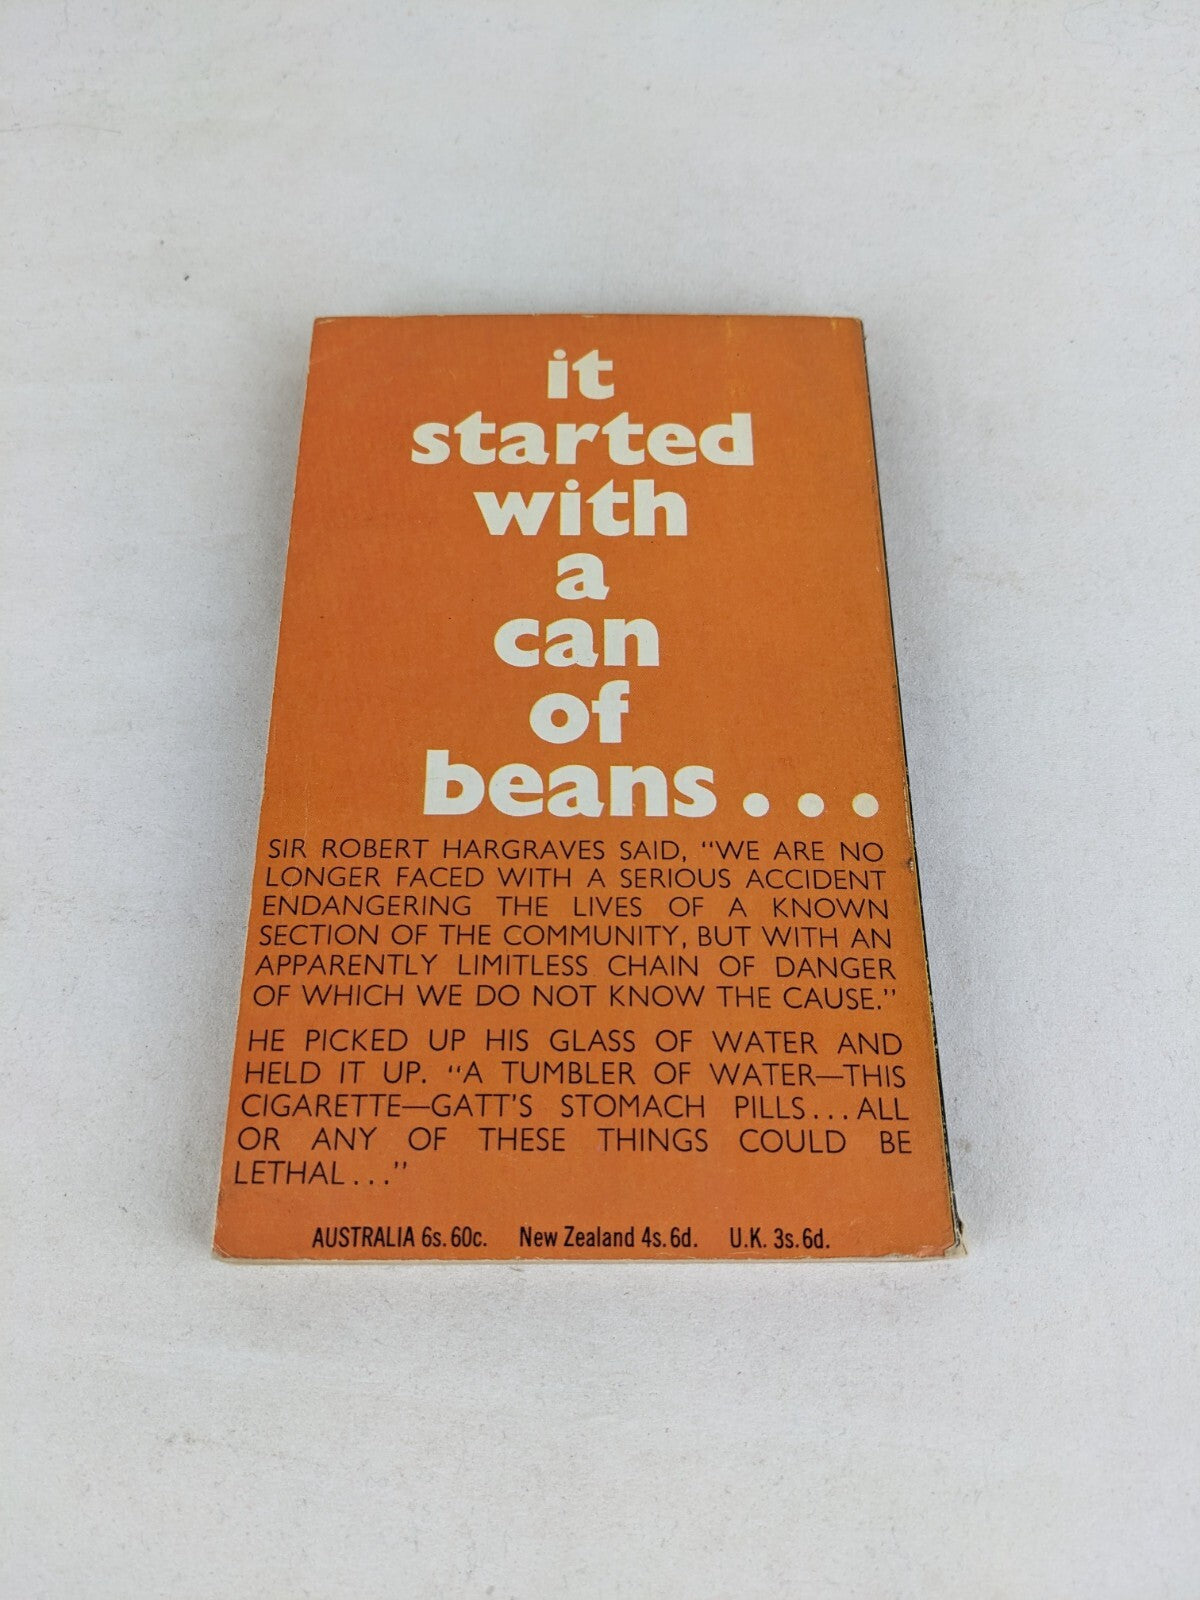 it
started
with
a
can
of
beans...
SIR ROBERT HARGRAVES SAID, "WE ARE NO
LONGER FACED WITH A SERIOUS ACCIDENT
ENDANGERING THE LIVES OF A KNOWN
SECTION OF THE COMMUNITY, BUT WITH AN
APPARENTLY LIMITLESS CHAIN OF DANGER
OF WHICH WE DO NOT KNOW THE CAUSE."
HE PICKED UP HIS GLASS OF WATER AND
HELD IT UP. "A TUMBLER OF WATER—THIS
CIGARETTE—GATT'S STOMACH PILLS...ALL
OR ANY OF THESE THINGS COULD BE
LETHAL..."
AUSTRALIA 6s. 60c. New Zealand 4s. 6d. U.K. 3s. 6d.